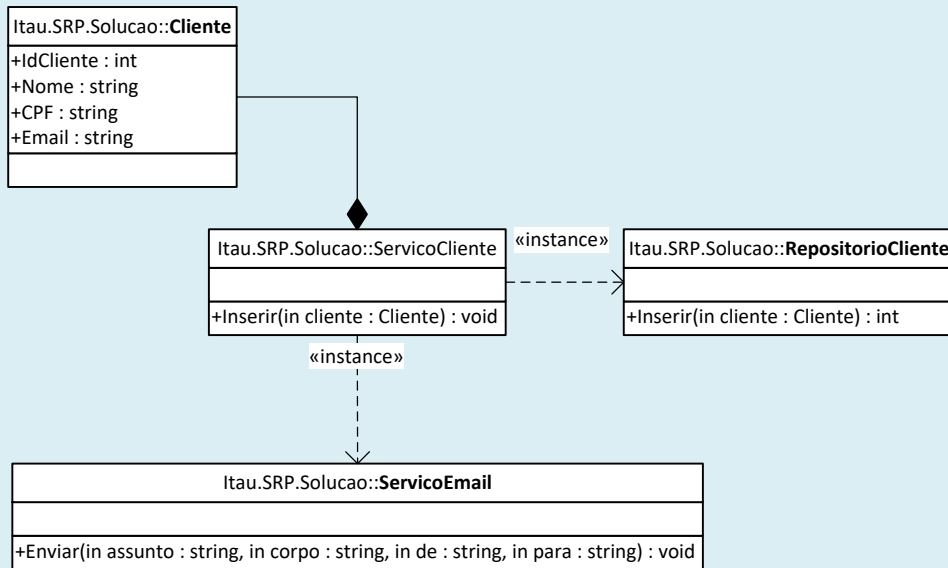 Itau.SRP.Solucao::Cliente
+IdCliente : int
+Nome : string
+CPF : string
+Email : string
Itau.SRP.Solucao::ServicoCliente
+Inserir(in cliente : Cliente) : void
«instance»
Itau.SRP.Solucao::RepositorioCliente
+Inserir(in cliente : Cliente) : int
«instance»
Itau.SRP.Solucao::ServicoEmail
+Enviar(in assunto : string, in corpo : string, in de : string, in para : string) : void